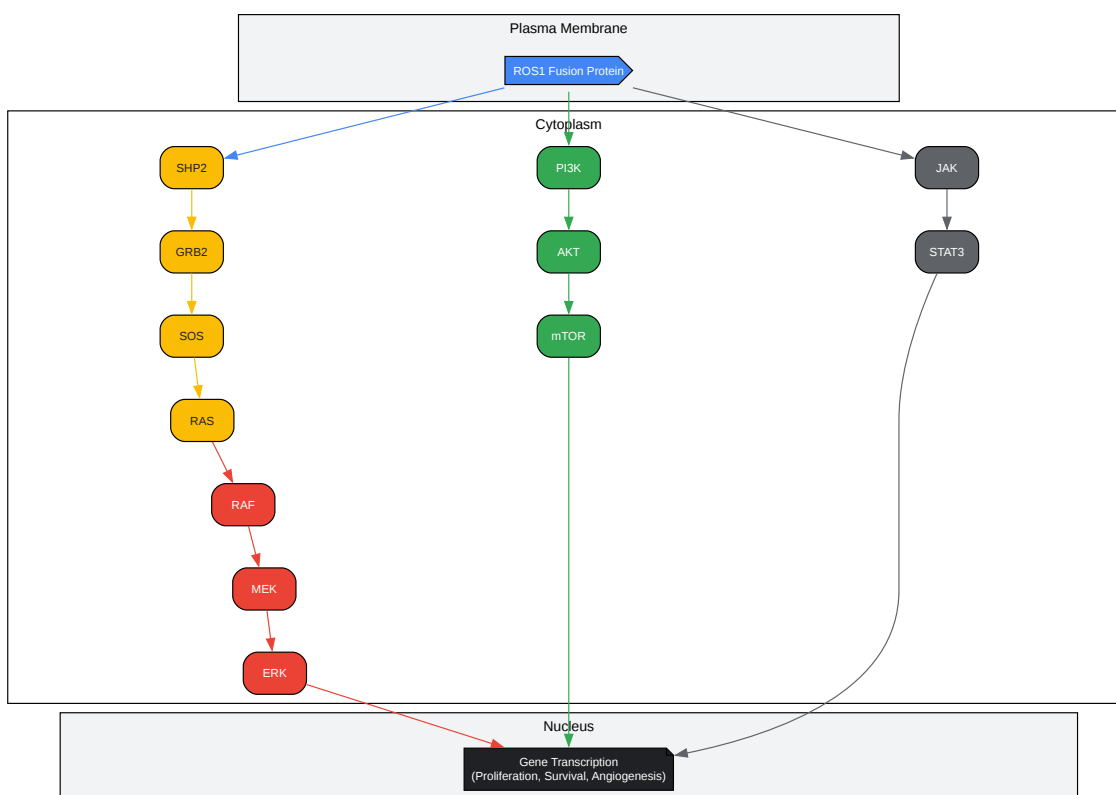 Plasma Membrane
ROS1 Fusion Protein
Cytoplasm
SHP2
PI3K
JAK
GRB2
AKT
STAT3
SOS
mTOR
RAS
RAF
MEK
ERK
Nucleus
Gene Transcription
(Proliferation, Survival, Angiogenesis)